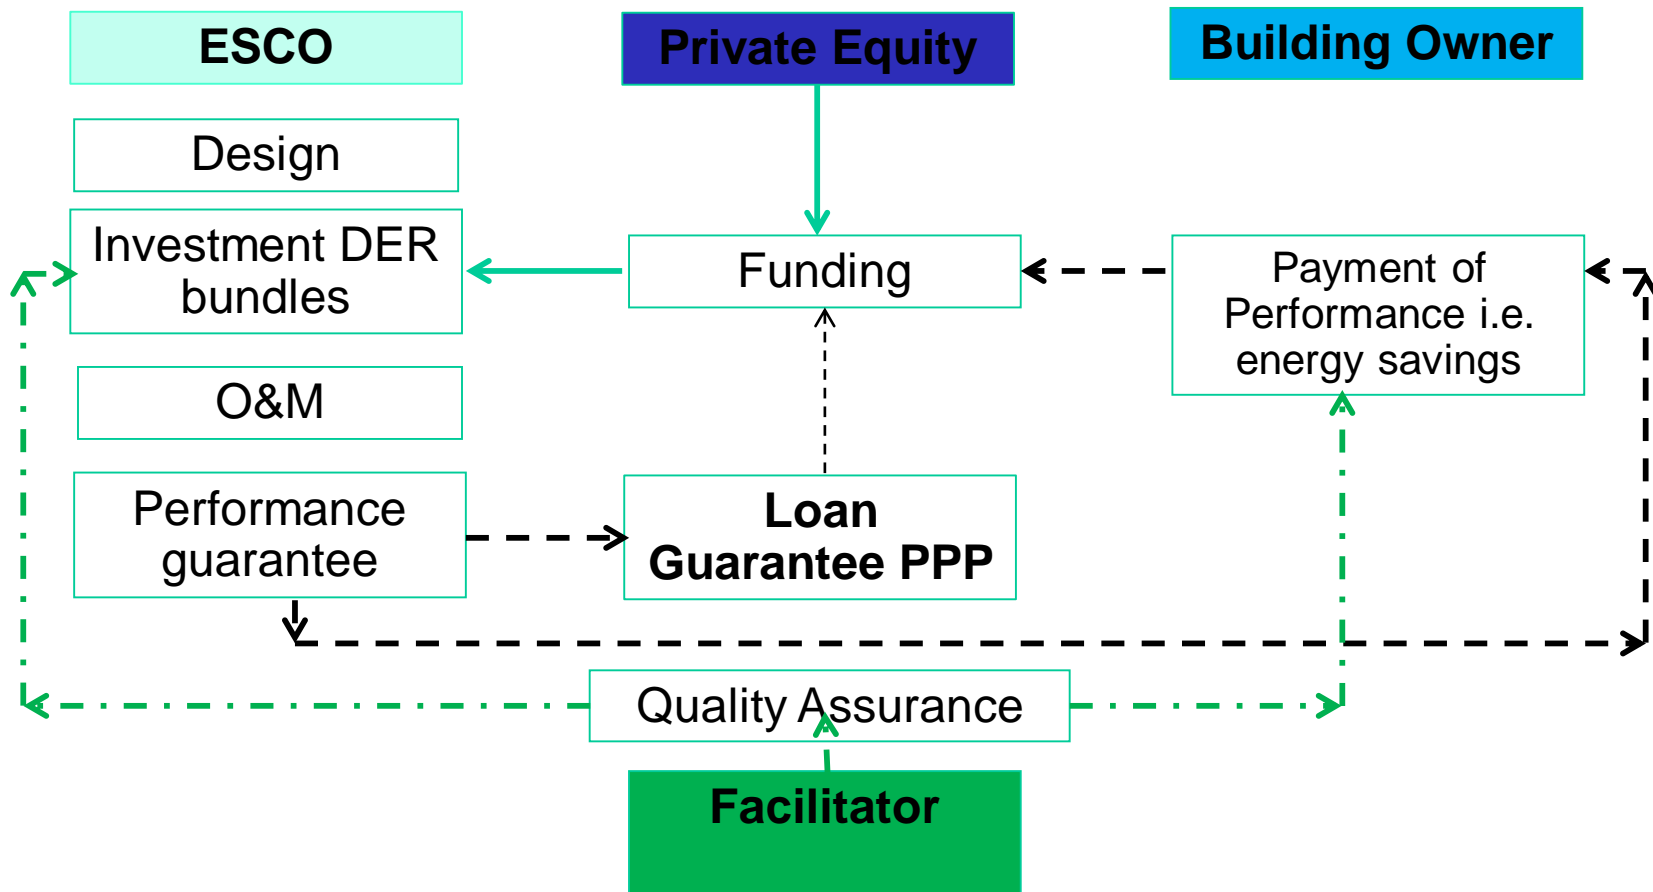 ESCO
Private Equity
Building Owner
Design
Investment DER
bundles
Funding
Payment of
Performance i.e.
energy savings
O&M
Performance
guarantee
Loan
Guarantee PPP
Quality Assurance
Facilitator